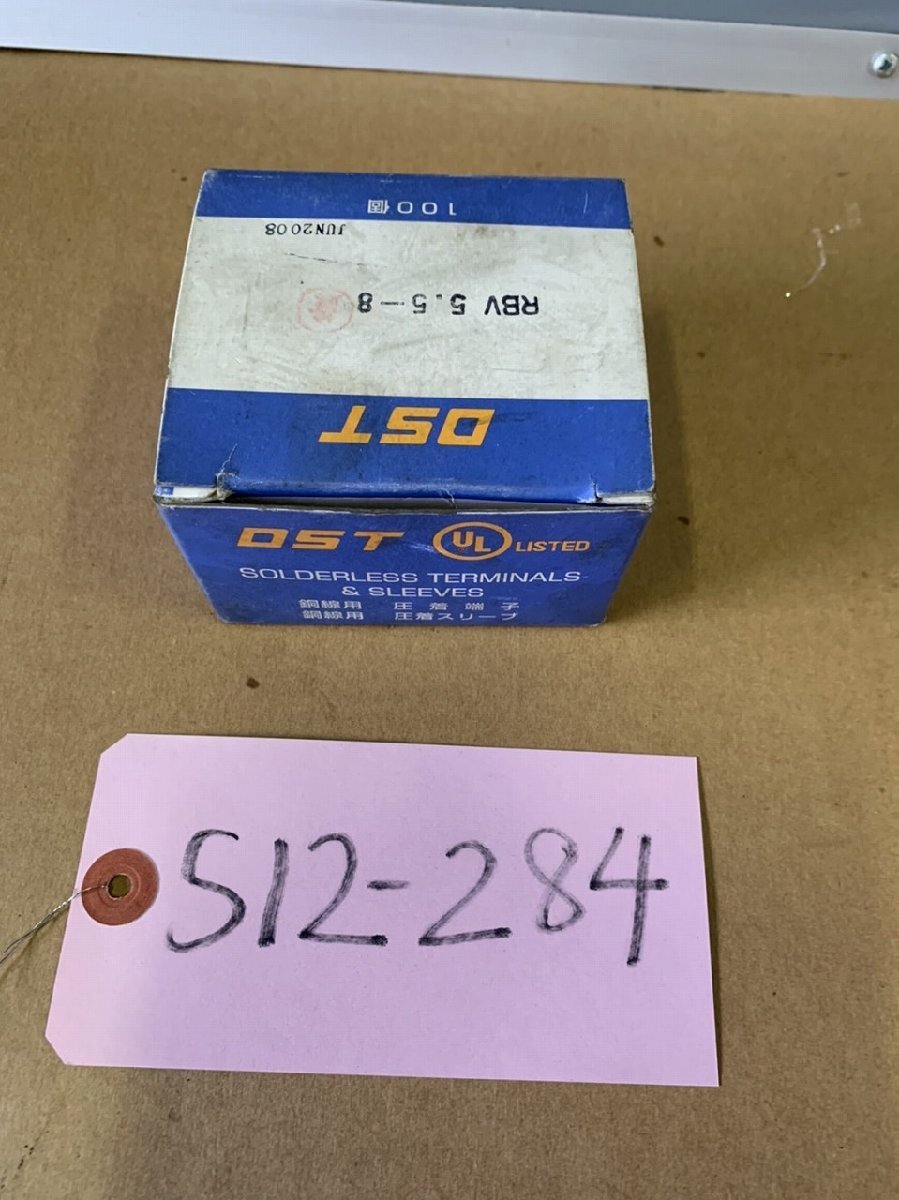 100個
JUN2008
RBV 5.5-8
DST
DST UL LISTED
SOLDERLESS TERMINALS
& SLEEVES
銅線用 圧着端子
銅線用 圧着スリーブ
S12-284